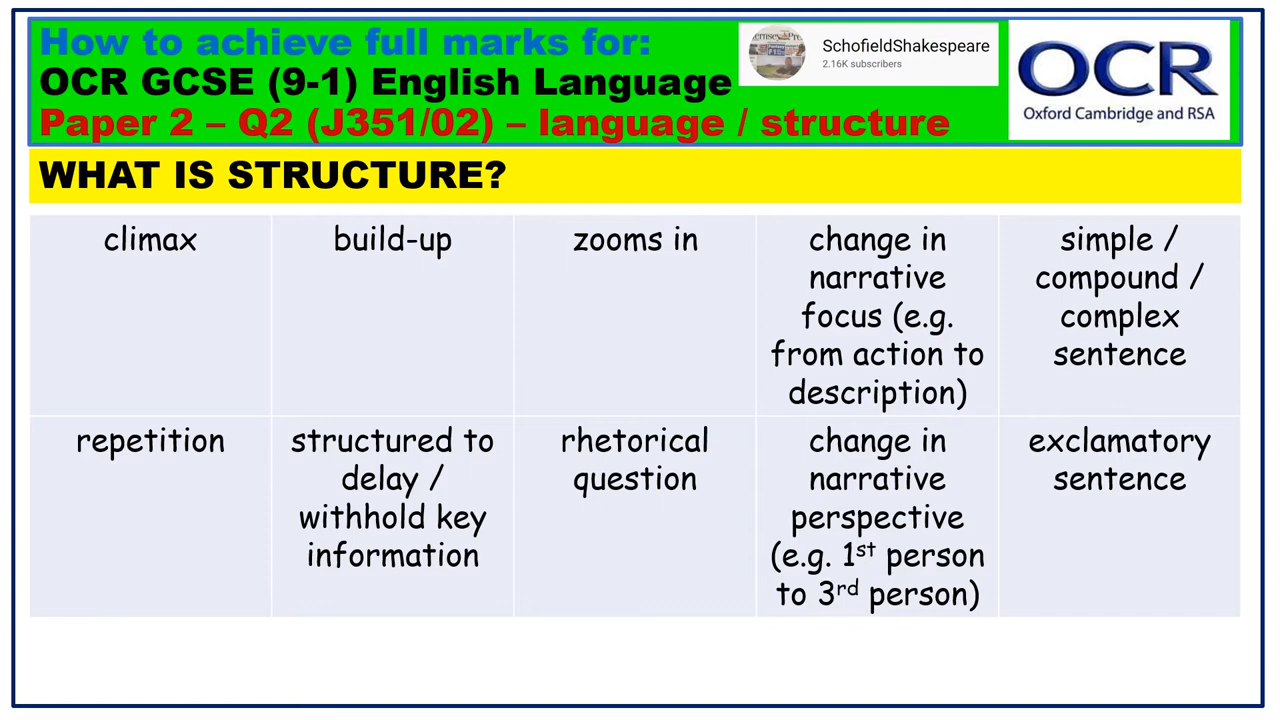 How to achieve full marks for:
OCR GCSE (9-1) English Language
Paper 2 – Q2 (J351/02) – language / structure
SchofieldShakespeare
2.16K subscribers
OCR
Oxford Cambridge and RSA
WHAT IS STRUCTURE?
climax
build-up
zooms in
change in
narrative
focus (e.g.
from action to
description)
simple /
compound /
complex
sentence
repetition
structured to
delay /
withhold key
information
rhetorical
question
change in
narrative
perspective
(e.g. 1st person
to 3rd person)
exclamatory
sentence